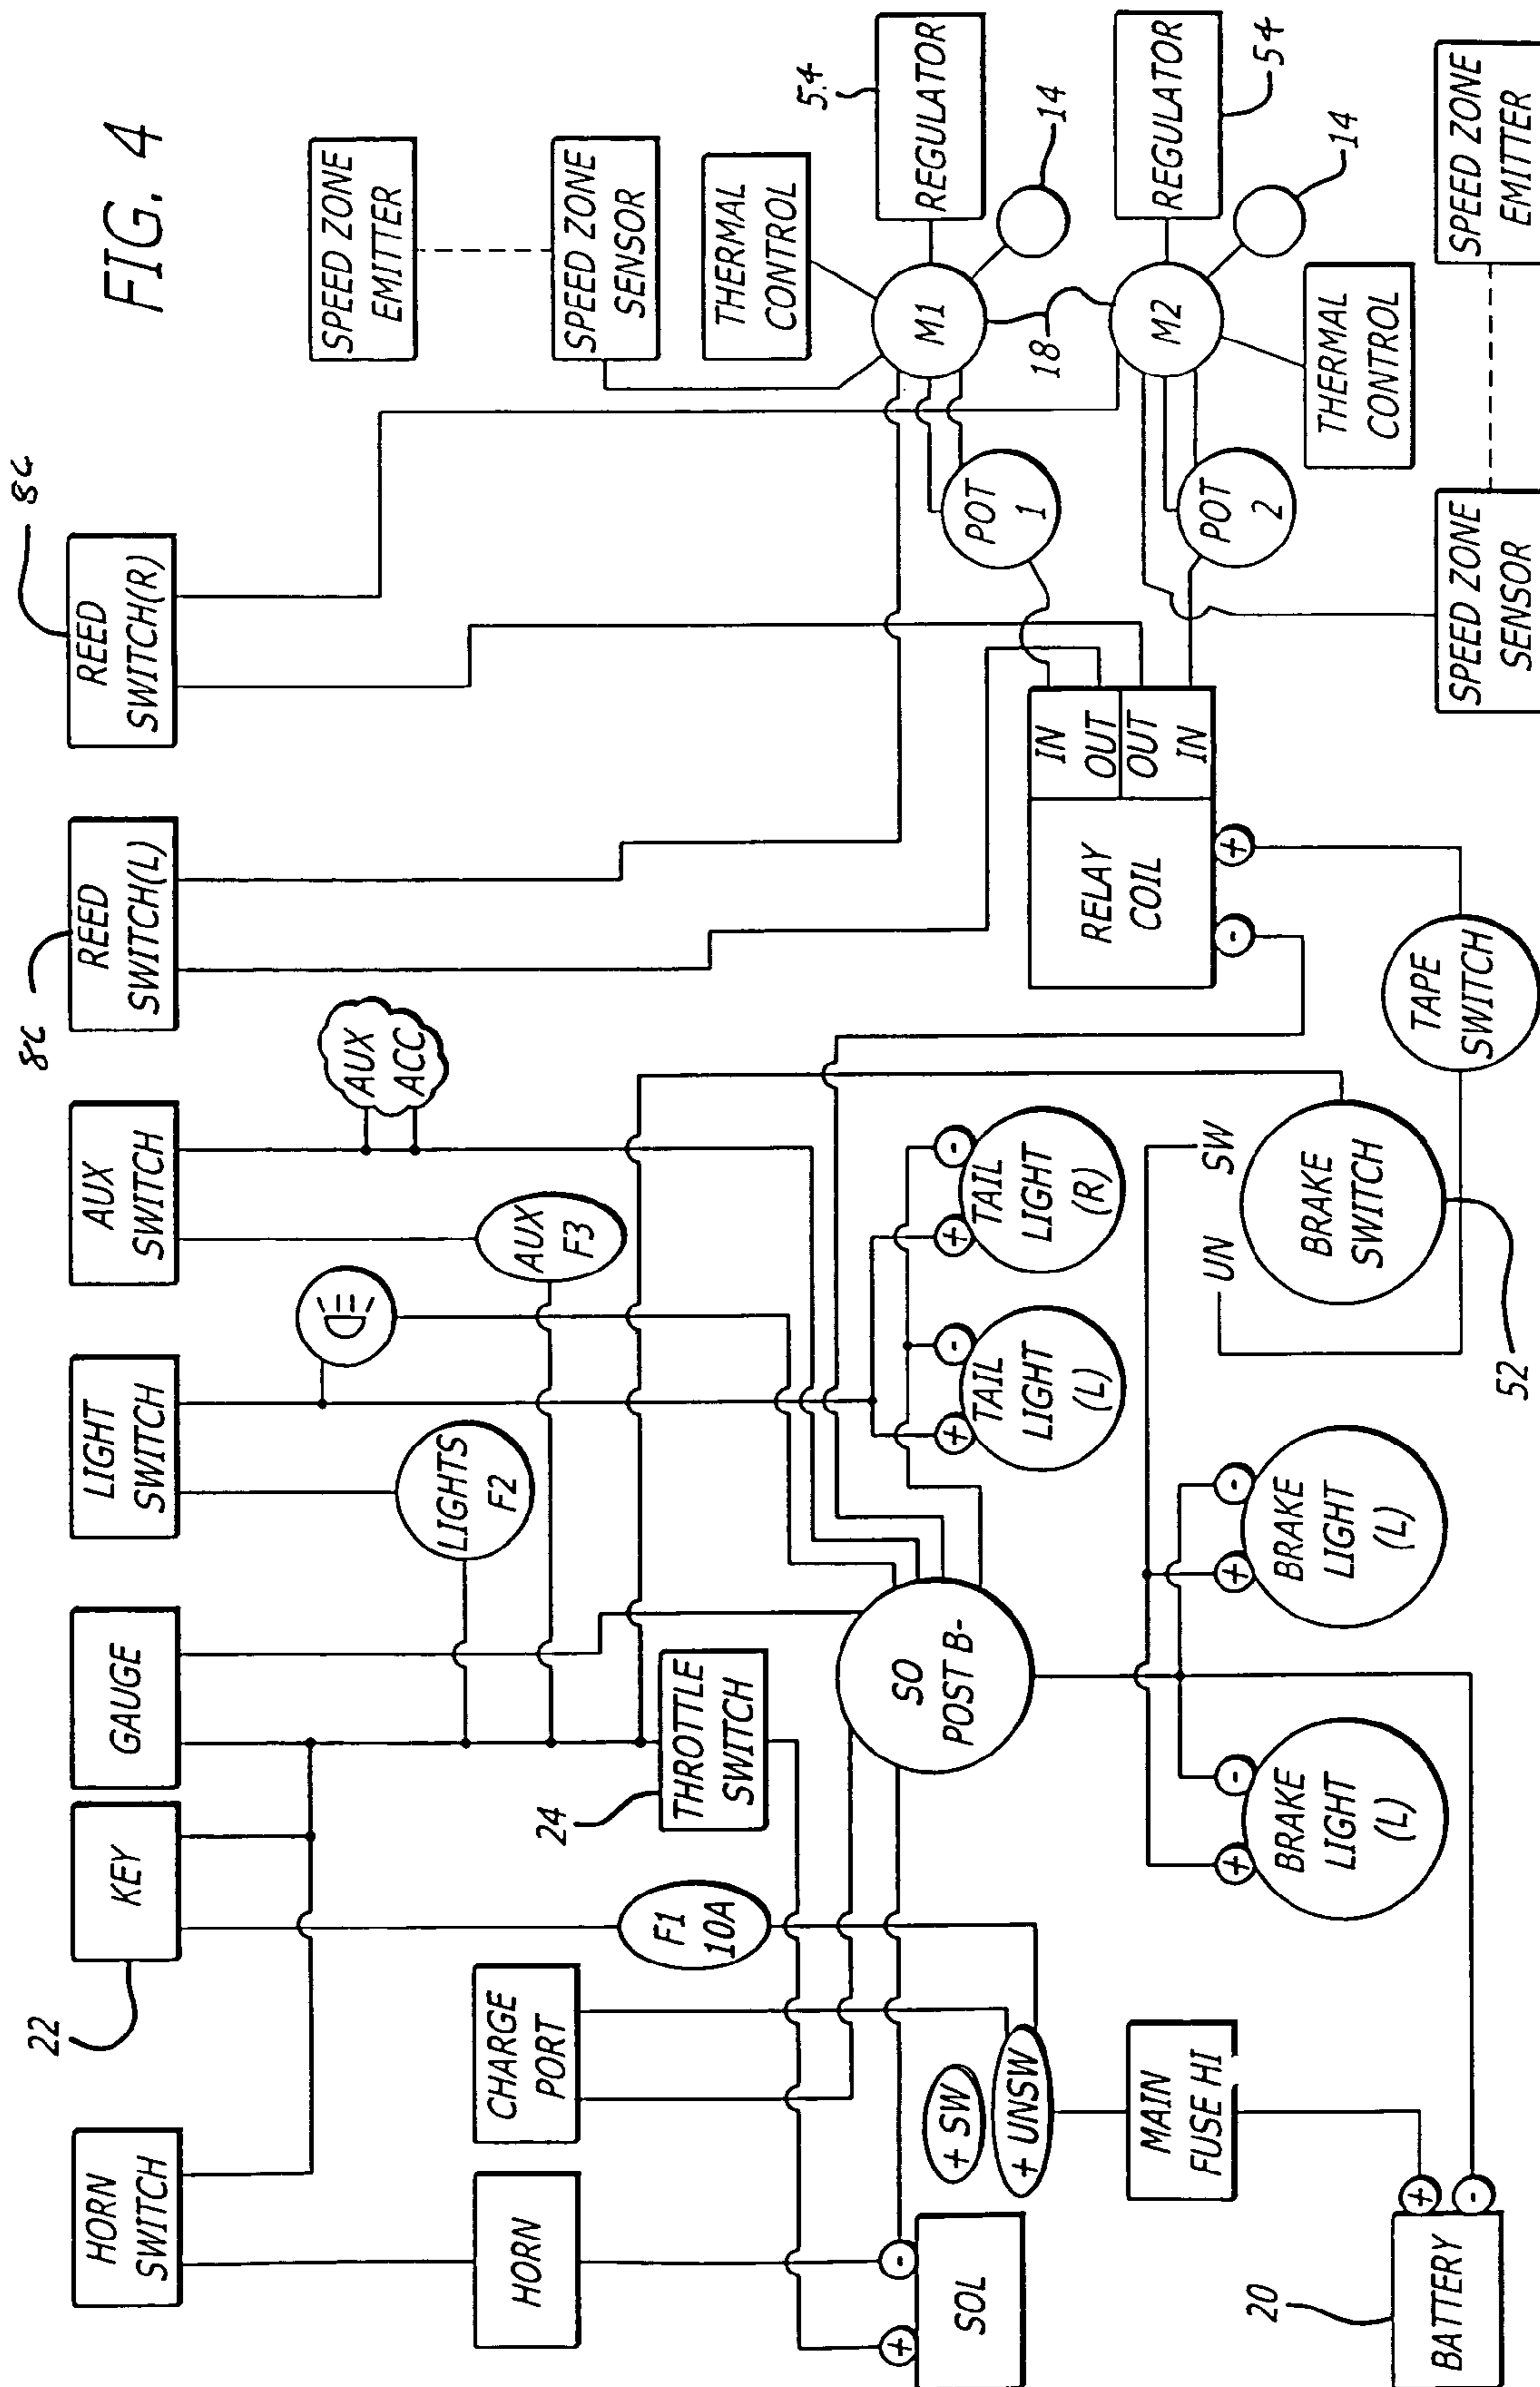 FIG. 4
HORN
SWITCH
22
KEY
GAUGE
LIGHT
SWITCH
AUX
SWITCH
8C
REED
SWITCH(L)
8C
REED
SWITCH(R)
SPEED ZONE
EMITTER
HORN
CHARGE
PORT
F1
10A
LIGHTS
F2
AUX
F3
AUX
ACC
SPEED ZONE
SENSOR
24
THROTTLE
SWITCH
THERMAL
CONTROL
54
REGULATOR
+
-
SOL
+ SW
+ UNSW
SO
POST B-
+
-
TAIL
LIGHT
(L)
+
-
TAIL
LIGHT
(R)
IN
OUT
OUT
IN
RELAY
COIL
-
+
POT
1
M1
14
18
POT
2
M2
REGULATOR
54
14
THERMAL
CONTROL
MAIN
FUSE HI
20
BATTERY
+
-
+
-
BRAKE
LIGHT
(L)
+
-
BRAKE
LIGHT
(L)
UN
SW
BRAKE
SWITCH
52
TAPE
SWITCH
SPEED ZONE
SENSOR
SPEED ZONE
EMITTER